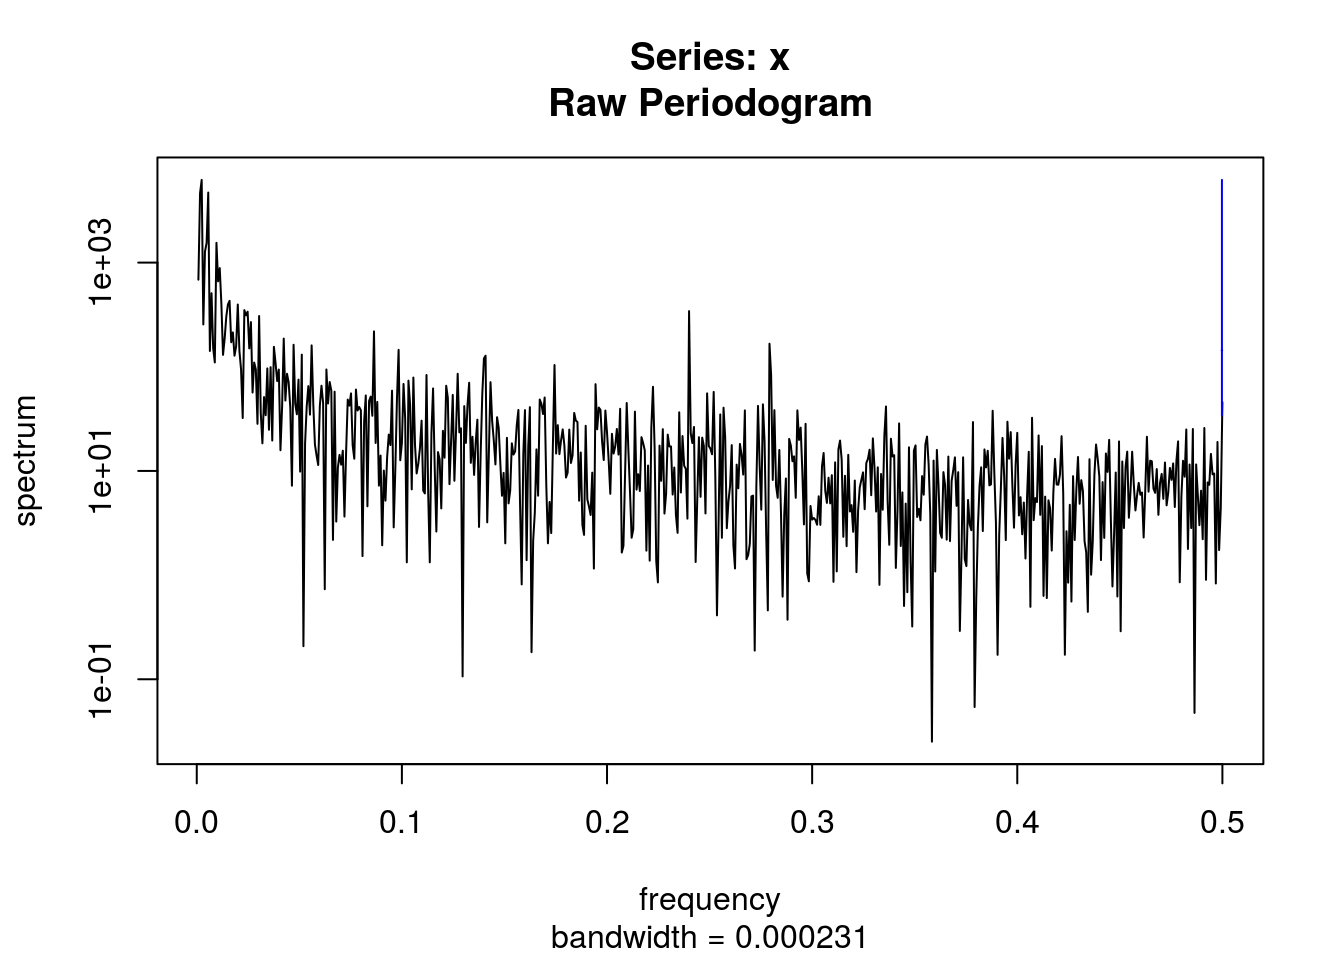 Series: x
Raw Periodogram
spectrum
1e+03
1e+01
1e-01
0.0 0.1 0.2 0.3 0.4 0.5
frequency
bandwidth = 0.000231